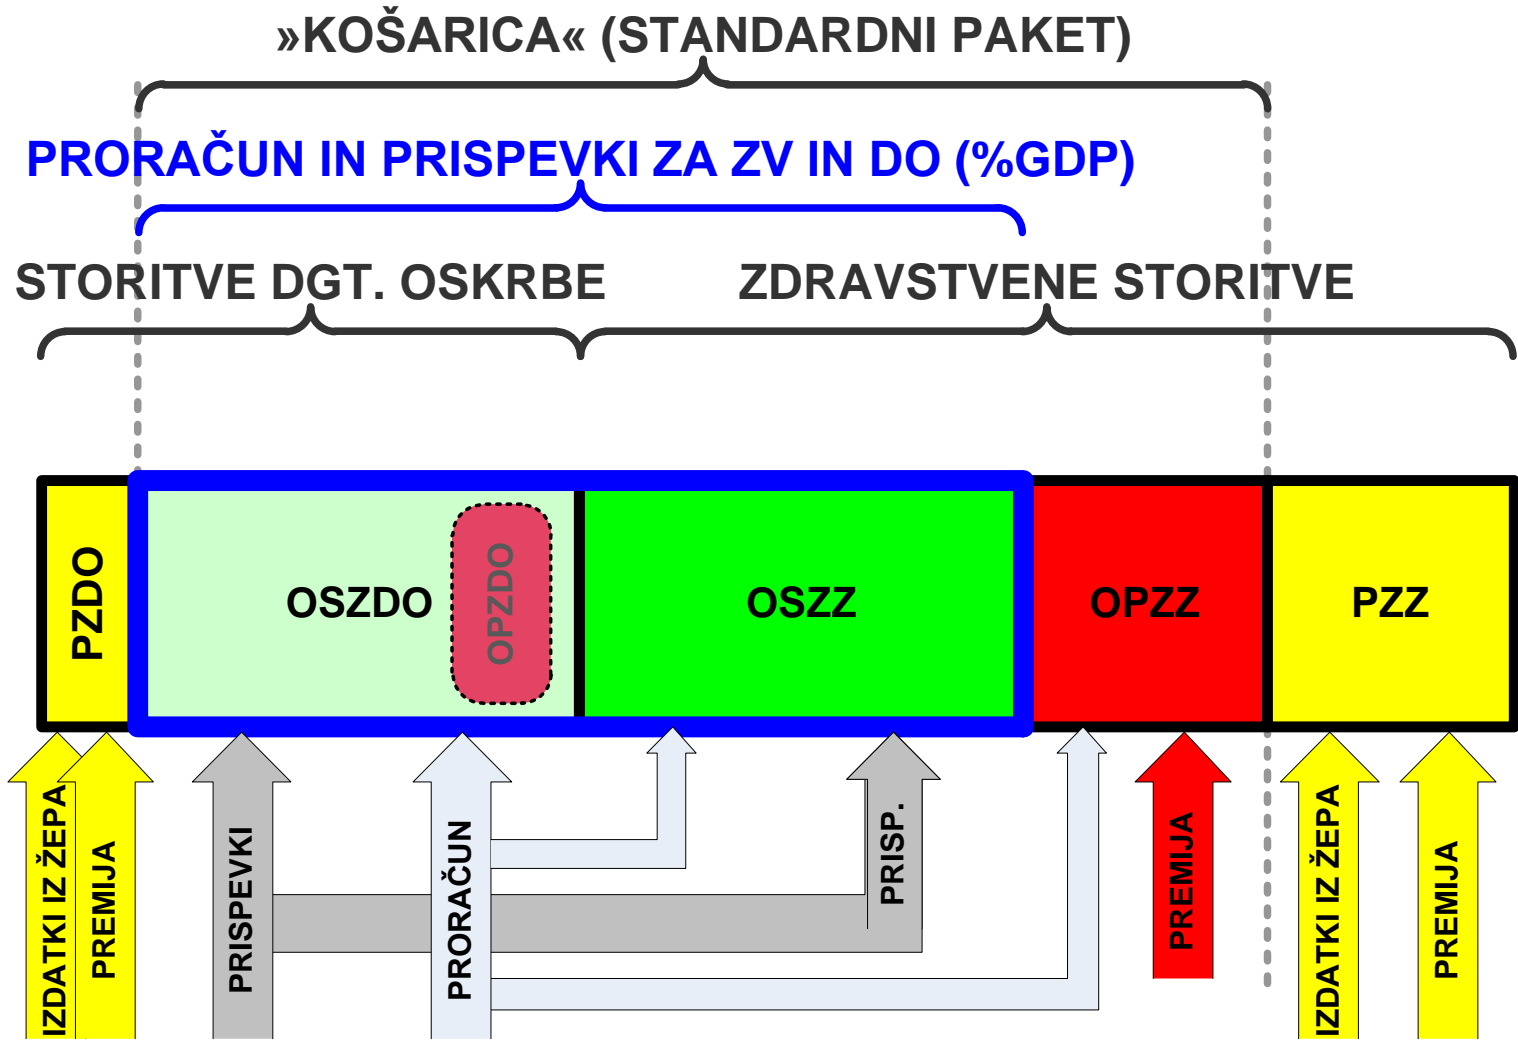 »KOŠARICA« (STANDARDNI PAKET)
PRORAČUN IN PRISPEVKI ZA ZV IN DO (%GDP)
STORITVE DGT. OSKRBE
ZDRAVSTVENE STORITVE
PZDO
OSZDO
OPZDO
OSZZ
OPZZ
PZZ
IZDATKI IZ ŽEPA
PREMIJA
PRISPEVKI
PRORAČUN
PRISP.
PREMIJA
IZDATKI IZ ŽEPA
PREMIJA